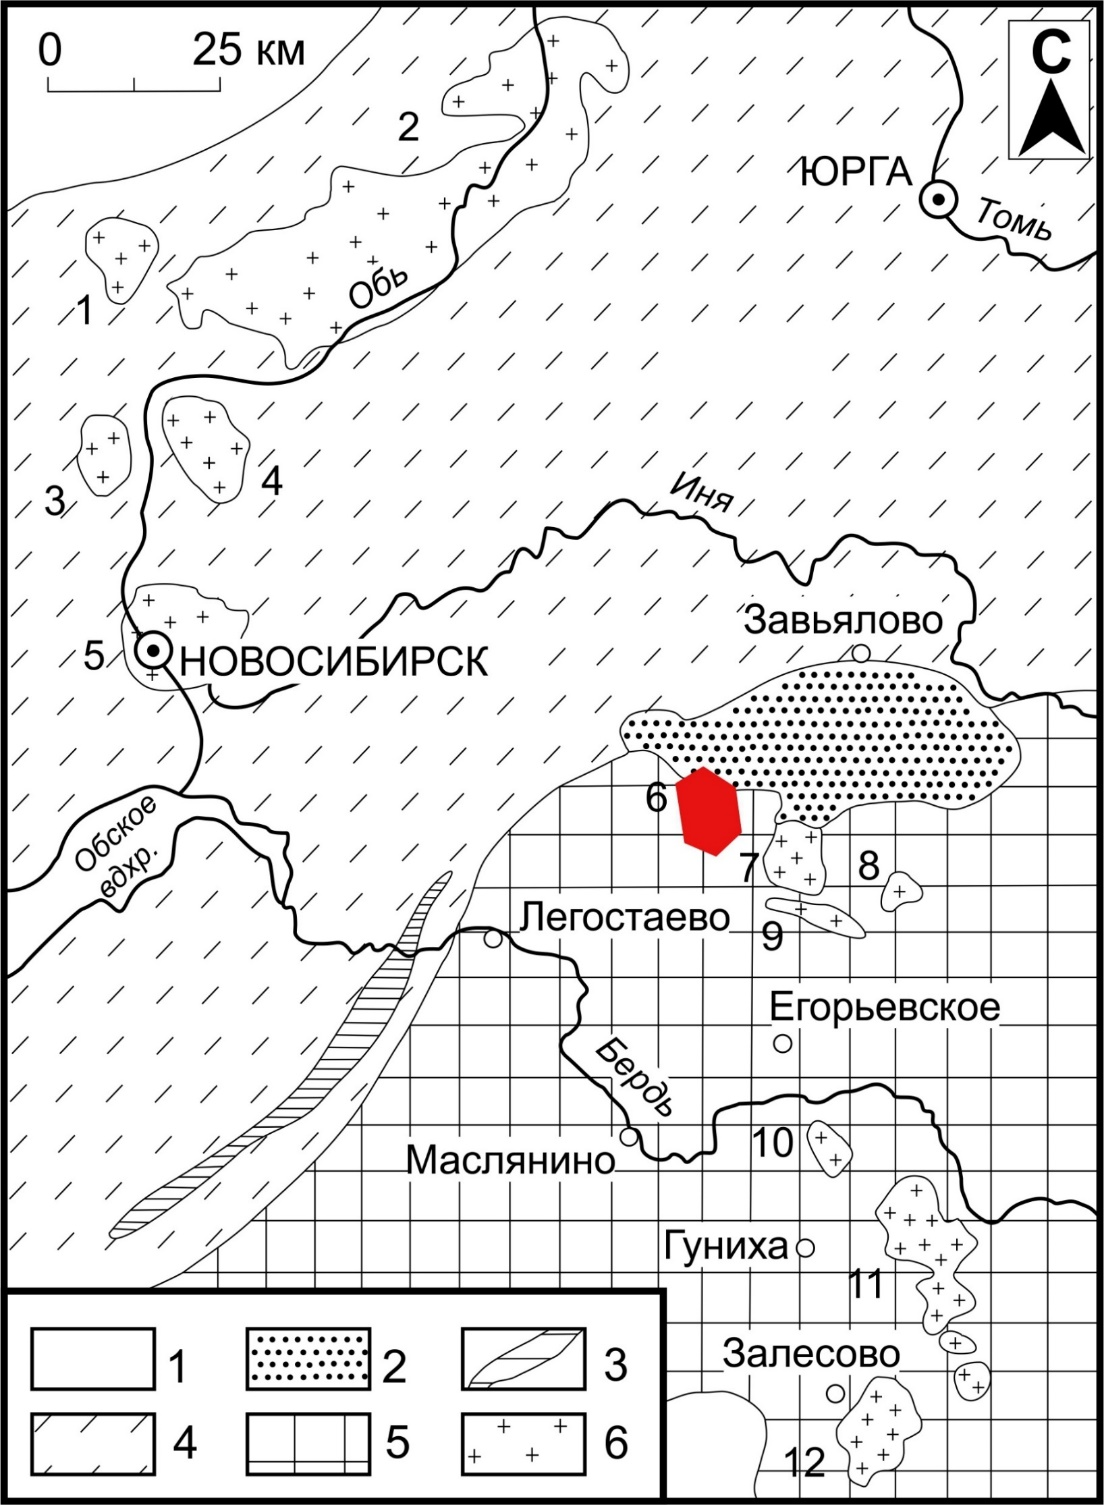 0 25 км
С
2
ЮРГА
Томь
Обь
1
3
4
Иня
Завьялово
5
НОВОСИБИРСК
6
Обское
вдхр.
7
8
Легостаево
9
Егорьевское
Бердь
10
Маслянино
Гуниха
11
Залесово
12
1 2 3
4 5 6